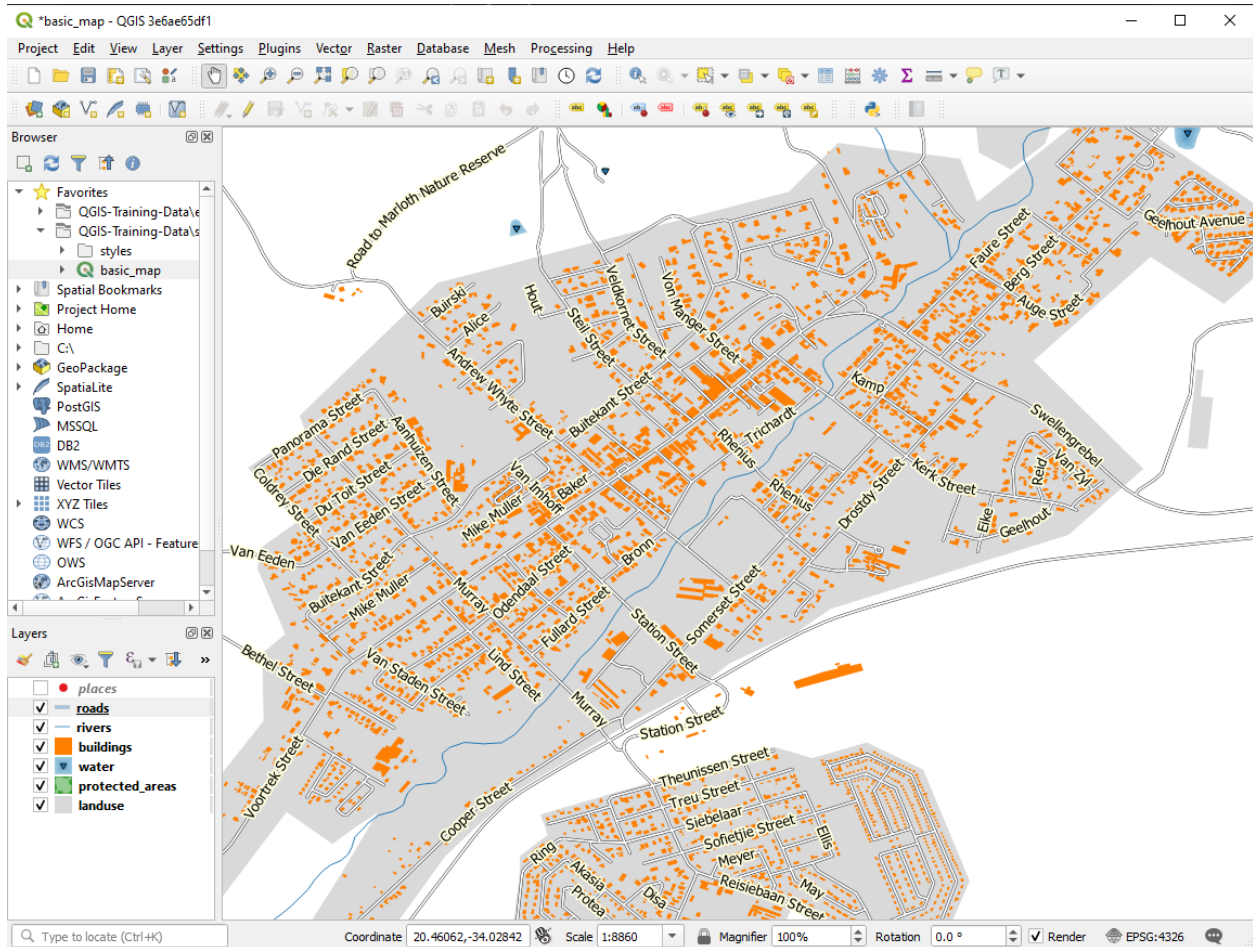 *basic_map - QGIS 3e6ae65df1
Project Edit View Layer Settings Plugins Vector Raster Database Mesh Processing Help
Browser
Favorites
QGIS-Training-Data\e
QGIS-Training-Data\s
styles
basic_map
Spatial Bookmarks
Project Home
Home
C:\
GeoPackage
SpatiaLite
PostGIS
MSSQL
DB2
WMS/WMTS
Vector Tiles
XYZ Tiles
WCS
WFS / OGC API - Feature
OWS
ArcGisMapServer
Layers
places
roads
rivers
buildings
water
protected_areas
landuse
Road to Marloth Nature Reserve
Geelhout Avenue
Faure Street
Berg Street
Auge Street
Buirski
Alice
Hout
Steil Street
Veldkornet Street
Von Manger Street
Andrew Whyte Street
Buitekant Street
Kamp
Swellengrebel
Panorama Street
Die Rand Street
Aanhuizen Street
Du Toit Street
Coldrey Street
Van Eeden Street
Van Imhoff
Baker
Mike Muller
Rhenius
Trichardt
Rhenius
Drostdy Street
Kerk Street
Reid
Van Zyl
Eike
Geelhout
Van Eeden
Buitekant Street
Mike Muller
Murray
Odendaal Street
Bronn
Fullard Street
Station Street
Somerset Street
Bethel Street
Van Staden Street
Lind Street
Murray
Station Street
Voortrek Street
Cooper Street
Theunissen Street
Treu Street
Siebelaar
Sofietjie Street
Ellis
Meyer
Ring
Akasia
Protea
Disa
Reisiebaan Street
May
Type to locate (Ctrl+K) Coordinate 20.46062,-34.02842 Scale 1:8860 Magnifier 100% Rotation 0.0 ° Render EPSG:4326